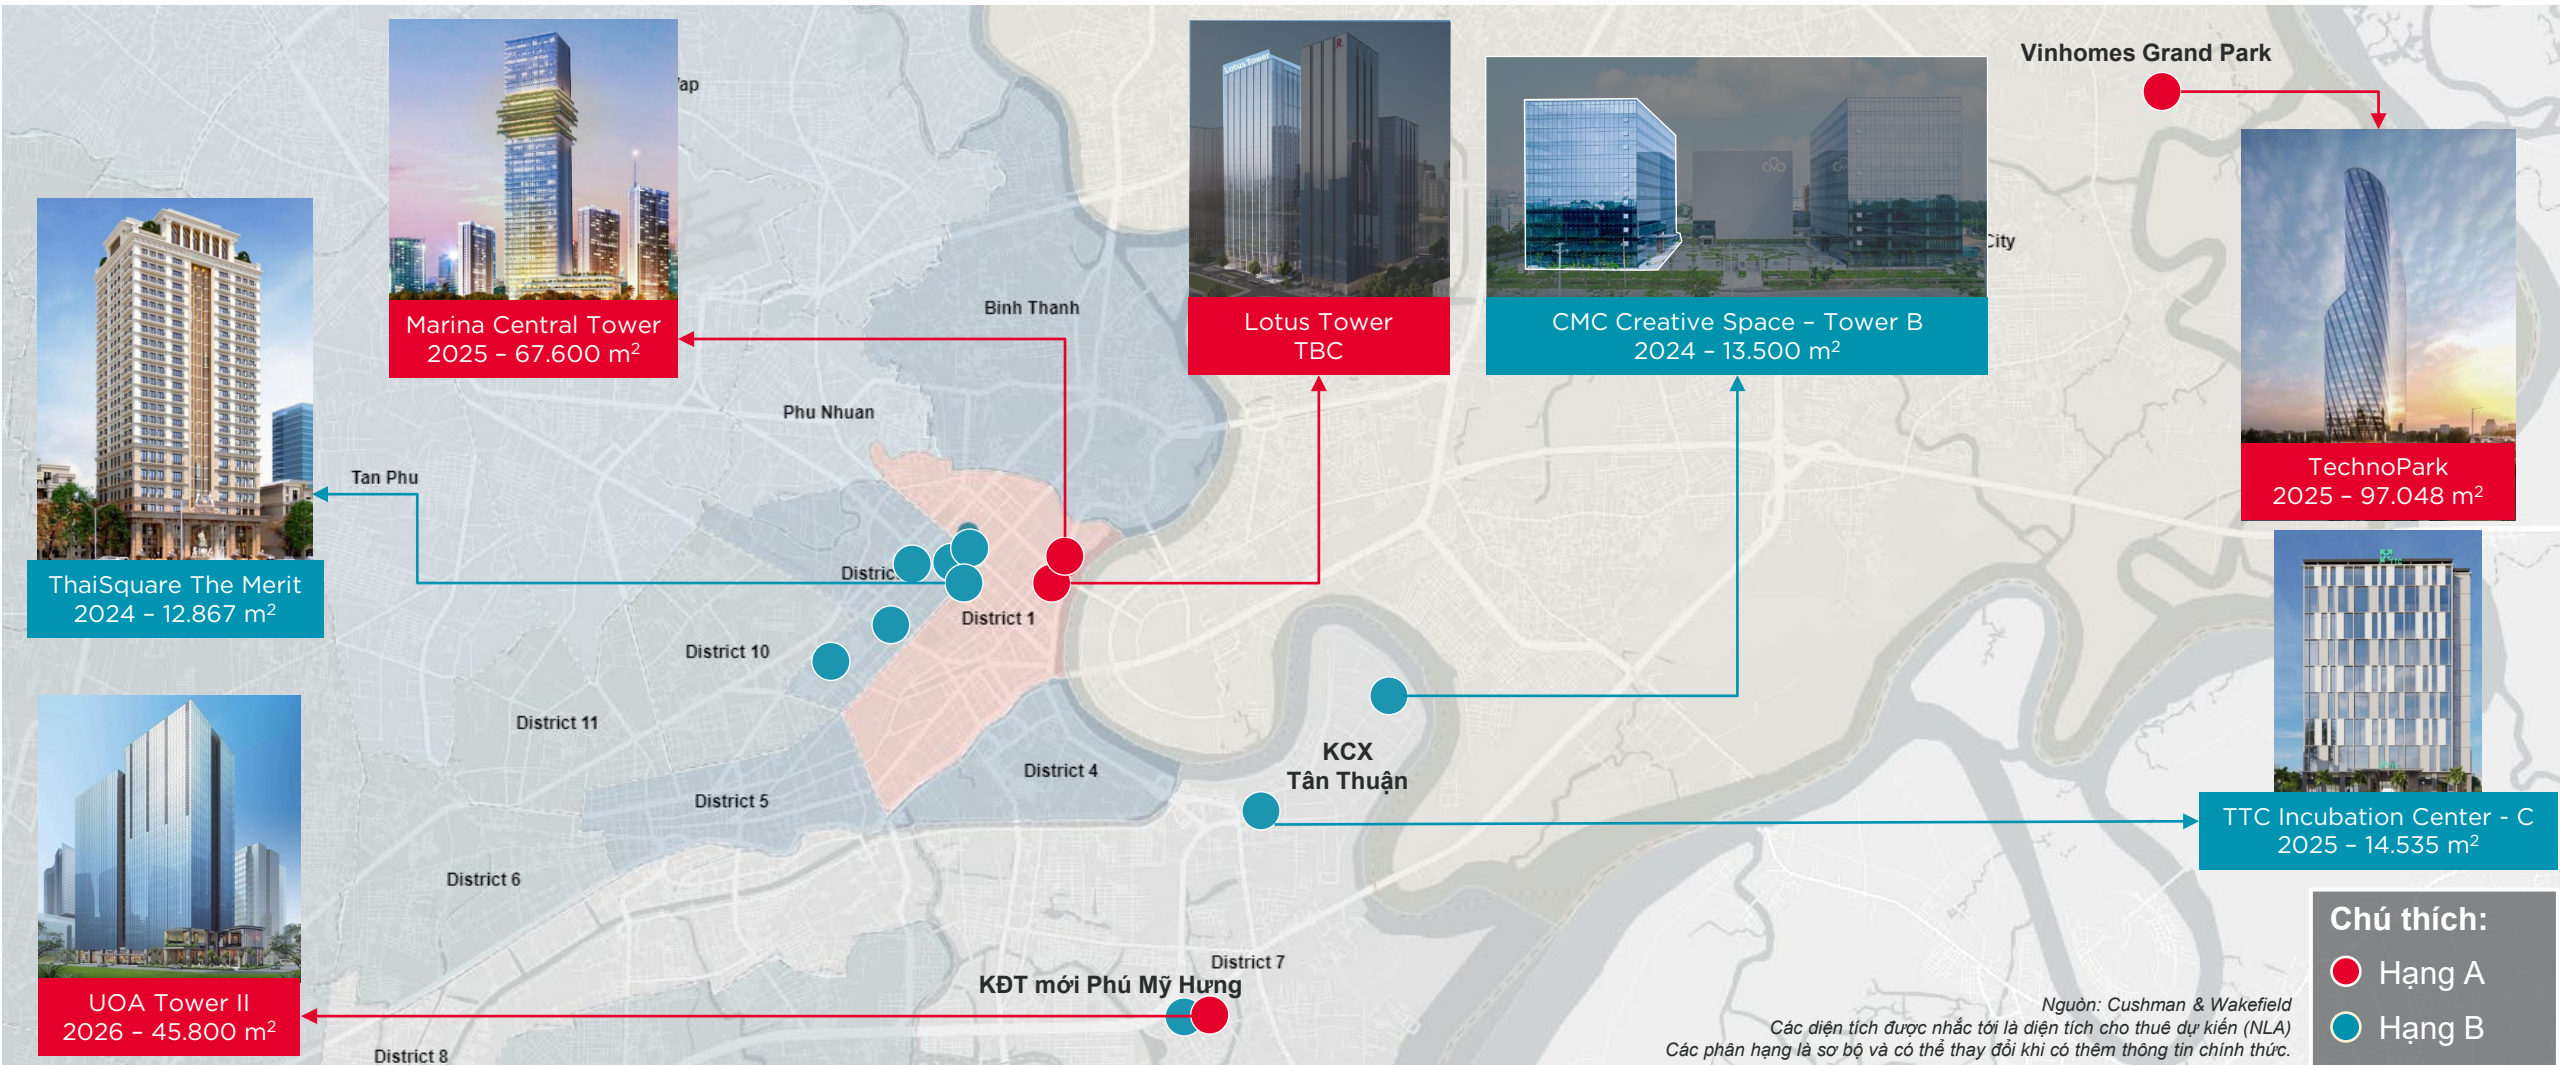 Vinhomes Grand Park
Lotus Tower
Marina Central Tower
2025 – 67.600 m²
Lotus Tower
TBC
CMC Creative Space – Tower B
2024 – 13.500 m²
TechnoPark
2025 – 97.048 m²
ThaiSquare The Merit
2024 – 12.867 m²
TTC Incubation Center - C
2025 – 14.535 m²
UOA Tower II
2026 – 45.800 m²
City
Binh Thanh
Phu Nhuan
Tan Phu
District 1
District 10
District 11
District 4
District 5
District 6
District 7
District 8
KCX
Tân Thuận
KĐT mới Phú Mỹ Hưng
Chú thích:
Hạng A
Hạng B
Nguồn: Cushman & Wakefield
Các diện tích được nhắc tới là diện tích cho thuê dự kiến (NLA)
Các phân hạng là sơ bộ và có thể thay đổi khi có thêm thông tin chính thức.